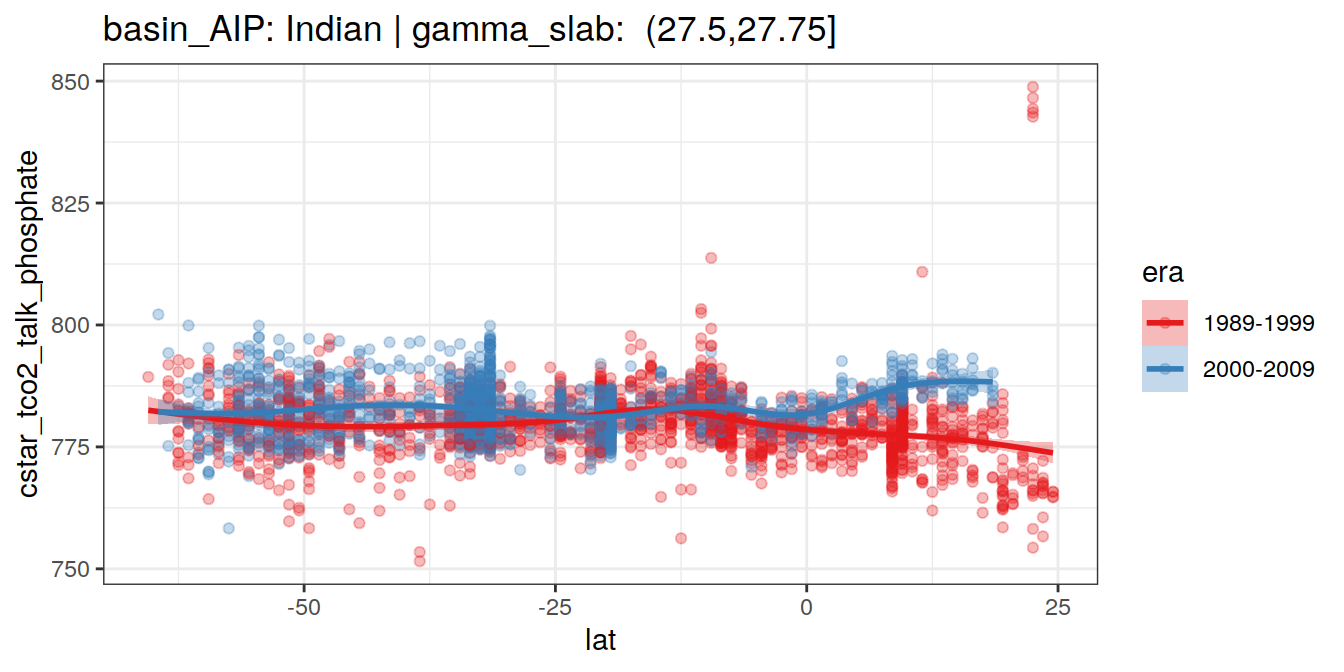 basin_AIP: Indian | gamma_slab:  (27.5,27.75]
cstar_tco2_talk_phosphate
850
825
800
775
750
-50
-25
0
25
lat
era
1989-1999
2000-2009